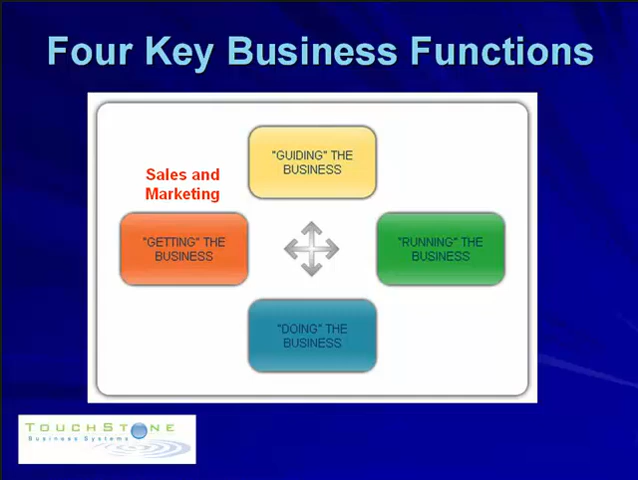 Four Key Business Functions
"GUIDING" THE
BUSINESS
Sales and
Marketing
"GETTING" THE
BUSINESS
"RUNNING" THE
BUSINESS
"DOING" THE
BUSINESS
TOUCHSTONE
Business Systems